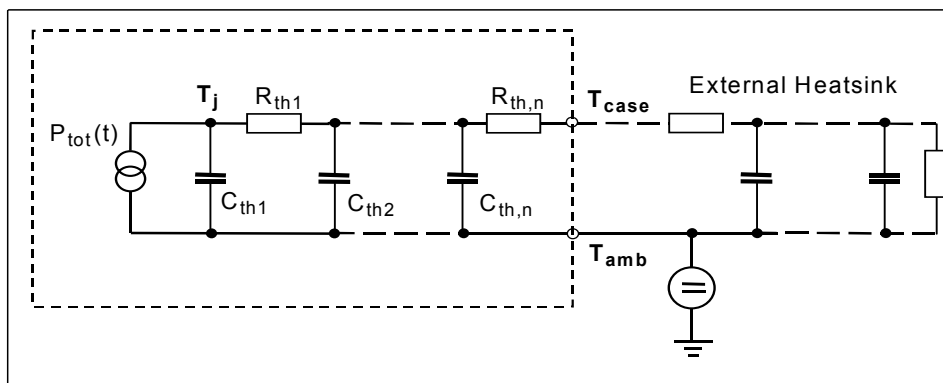 External Heatsink
T_j
R_th1
R_th,n
T_case
P_tot(t)
C_th1
C_th2
C_th,n
T_amb